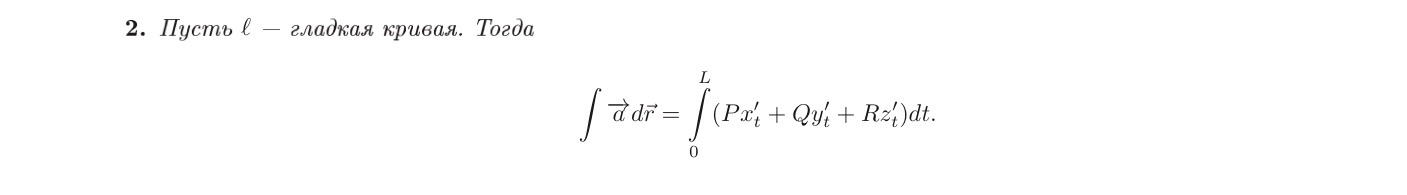 2. Пусть ℓ — гладкая кривая. Тогда
∫ a⃗ dr⃗ = ∫₀ᴸ (Px′ₜ + Qy′ₜ + Rz′ₜ)dt.